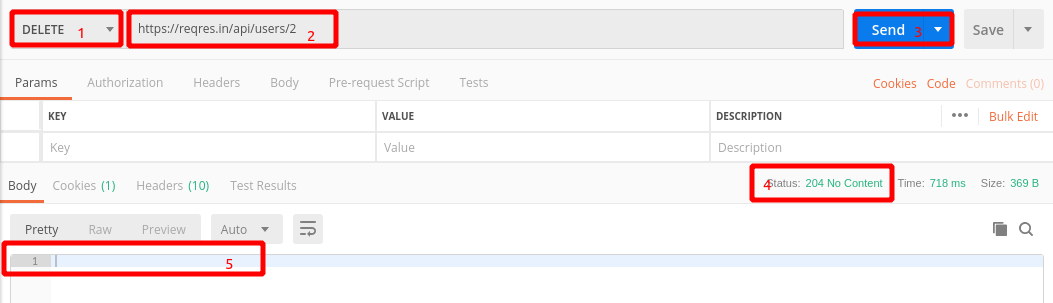 DELETE 1 https://reqres.in/api/users/2 2 Send 3 Save
Params Authorization Headers Body Pre-request Script Tests Cookies Code Comments (0)
KEY VALUE DESCRIPTION ••• Bulk Edit
Key Value Description
Body Cookies (1) Headers (10) Test Results 4 Status: 204 No Content Time: 718 ms Size: 369 B
Pretty Raw Preview Auto
1 5